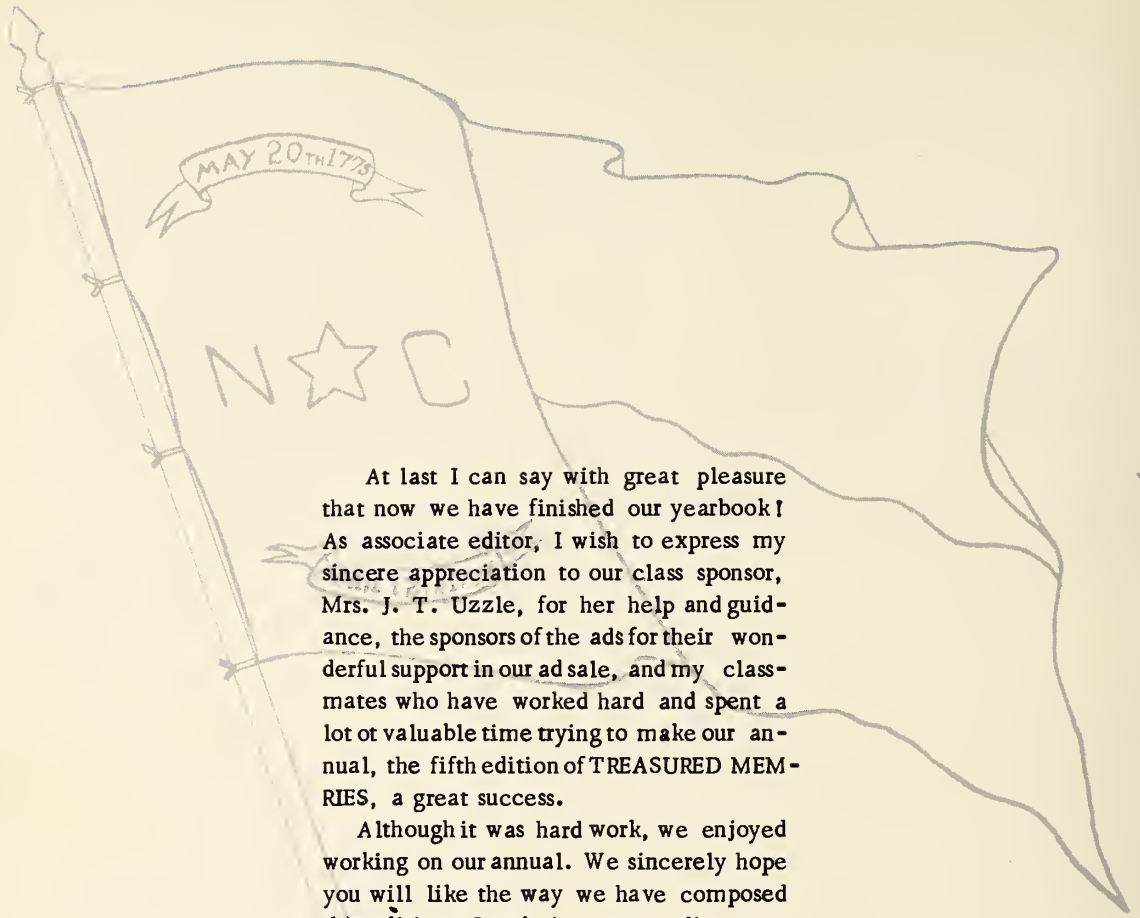 MAY 20TH 1775
N C
At last I can say with great pleasure
that now we have finished our yearbook!
As associate editor, I wish to express my
sincere appreciation to our class sponsor,
Mrs. J. T. Uzzle, for her help and guid-
ance, the sponsors of the ads for their won-
derful support in our ad sale, and my class-
mates who have worked hard and spent a
lot ot valuable time trying to make our an-
nual, the fifth edition of TREASURED MEM-
RIES, a great success.
Although it was hard work, we enjoyed
working on our annual. We sincerely hope
you will like the way we have composed